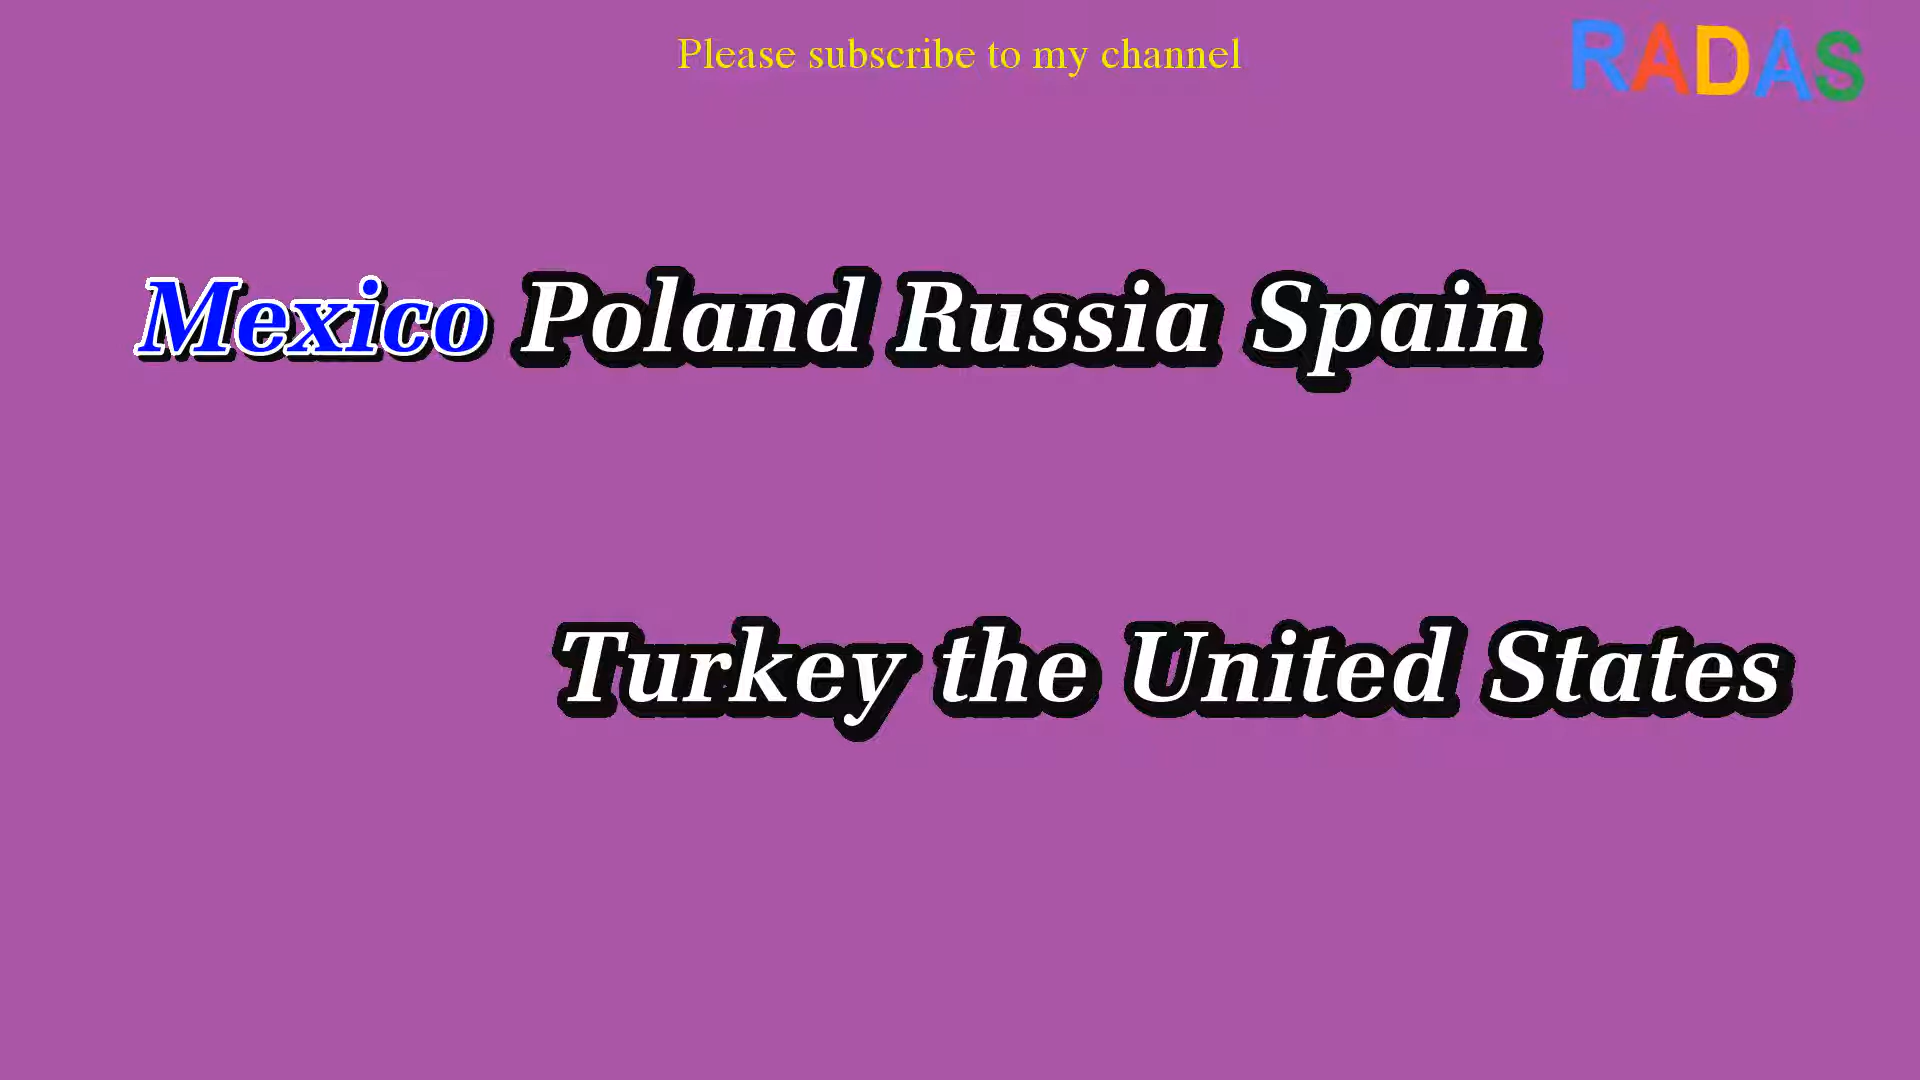 Please subscribe to my channel
RADAS
Mexico Poland Russia Spain
Turkey the United States